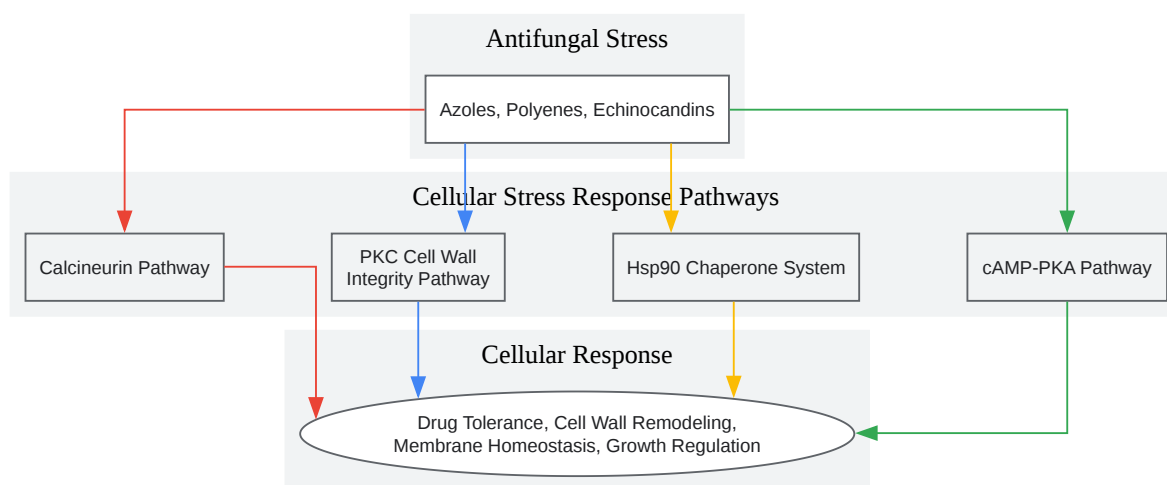 Antifungal Stress
Azoles, Polyenes, Echinocandins
Cellular Stress Response Pathways
Calcineurin Pathway
PKC Cell Wall
Integrity Pathway
Hsp90 Chaperone System
cAMP-PKA Pathway
Cellular Response
Drug Tolerance, Cell Wall Remodeling,
Membrane Homeostasis, Growth Regulation